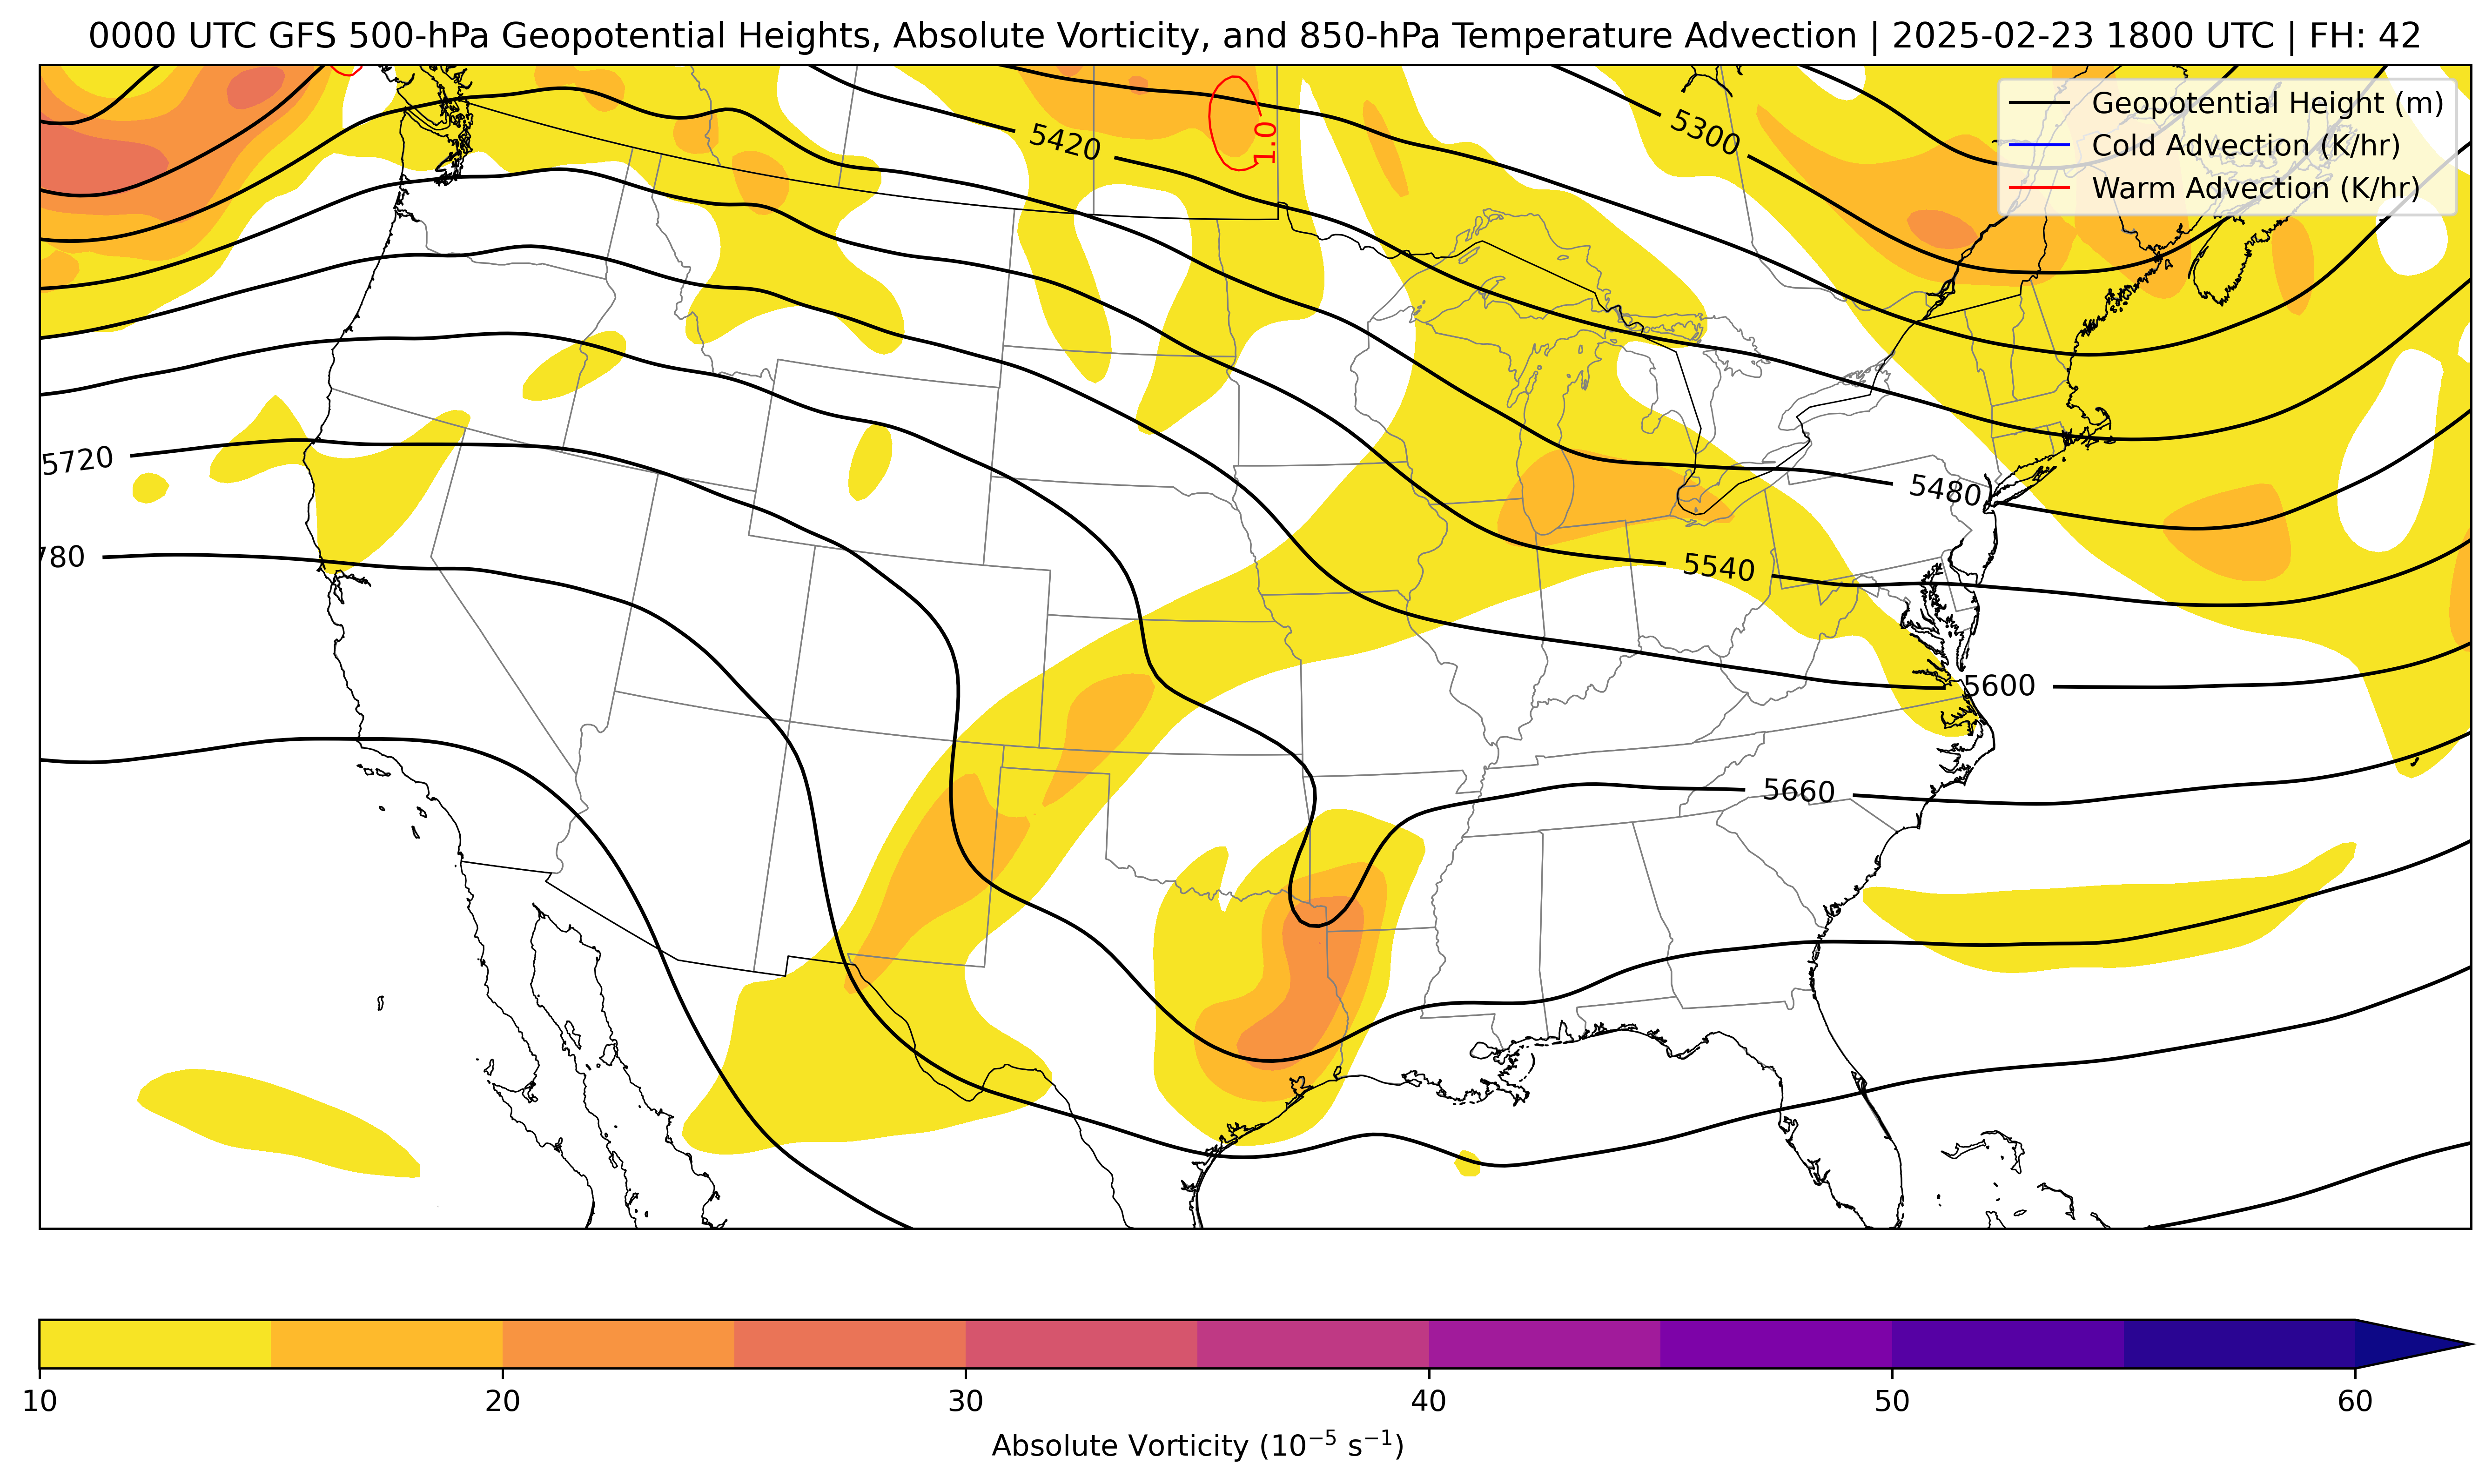 0000 UTC GFS 500-hPa Geopotential Heights, Absolute Vorticity, and 850-hPa Temperature Advection | 2025-02-23 1800 UTC | FH: 42
Geopotential Height (m)
Cold Advection (K/hr)
Warm Advection (K/hr)
5420
1.0
5300
5720
5480
780
5540
5600
5660
10 20 30 40 50 60
Absolute Vorticity (10⁻⁵ s⁻¹)